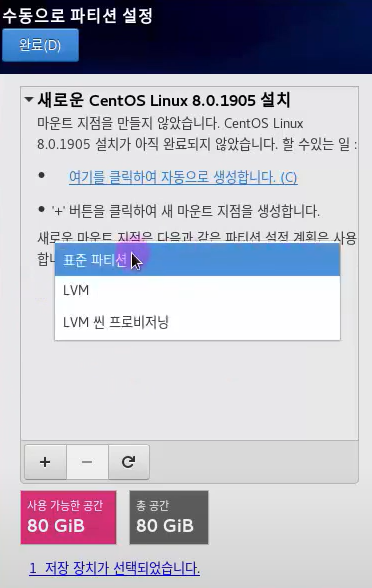 수동으로 파티션 설정
완료(D)
새로운 CentOS Linux 8.0.1905 설치
마운트 지점을 만들지 않았습니다. CentOS Linux
8.0.1905 설치가 아직 완료되지 않았습니다. 할 수있는 일 :
여기를 클릭하여 자동으로 생성합니다. (C)
'+' 버튼을 클릭하여 새 마운트 지점을 생성합니다.
새로운 마운트 지점은 다음과 같은 파티션 설정 계획은 사용
표준 파티션
LVM
LVM 씬 프로비저닝
+ −
사용 가능한 공간
80 GiB
총 공간
80 GiB
1 저장 장치가 선택되었습니다.